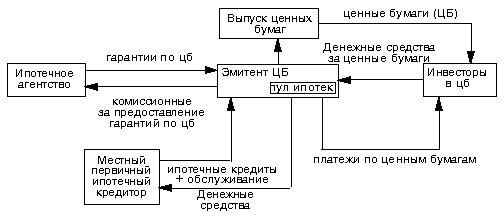 Выпуск ценных
бумаг
ценные бумаги (ЦБ)
гарантии по цб
Денежные средства
за ценные бумаги
Ипотечное
агентство
Эмитент ЦБ
пул ипотек
Инвесторы
в цб
комиссионные
за предоставление
гарантий по цб
Местный
первичный
ипотечный
кредитор
ипотечные кредиты
+ обслуживание
платежи по ценным бумагам
Денежные
средства